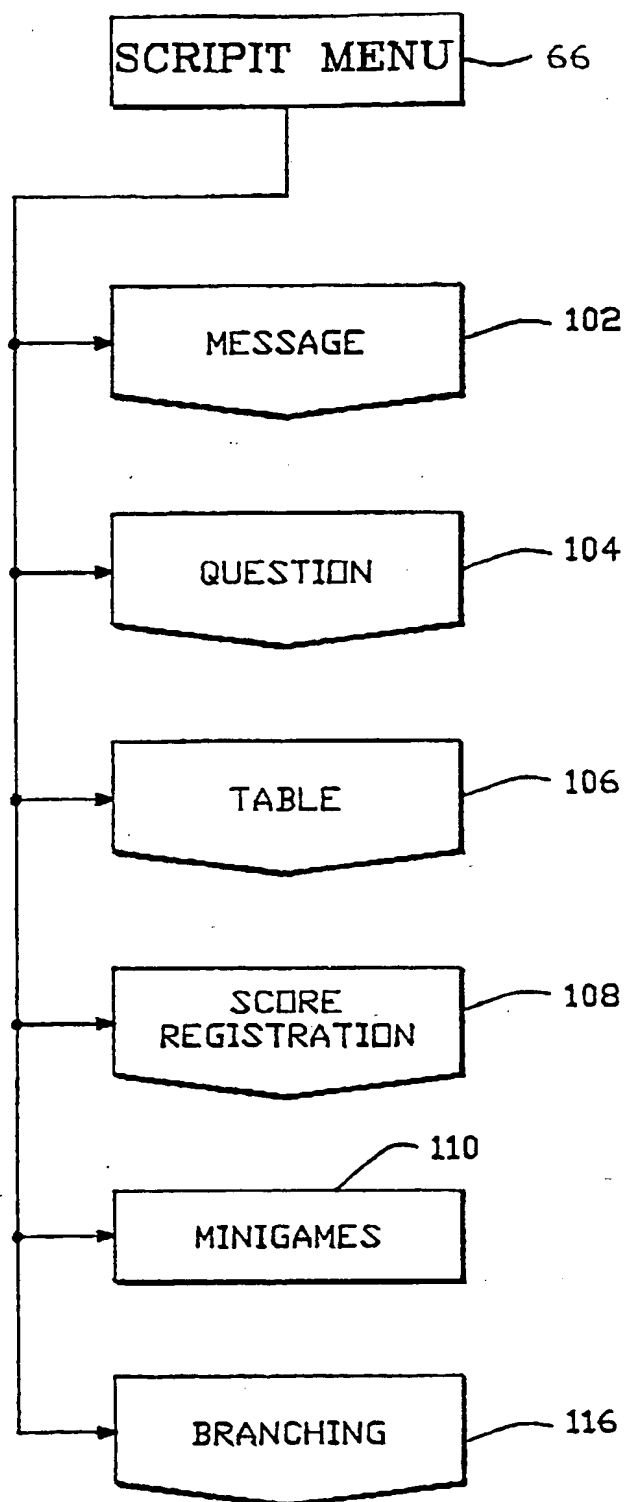 SCRIPIT MENU 66
MESSAGE 102
QUESTION 104
TABLE 106
SCORE 108
REGISTRATION
110
MINIGAMES
BRANCHING 116